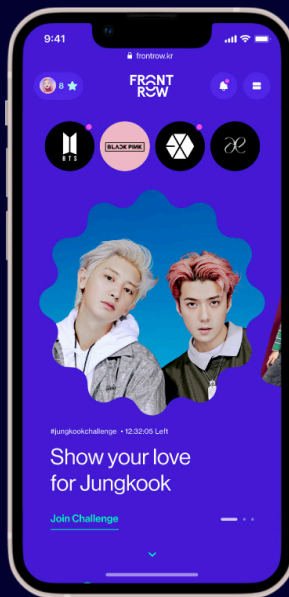 9:41
frontrow.kr
8
FRONT
ROW
BTS
BLACKPINK
EXO
#jungkookchallenge • 12:32:05 Left
Show your love
for Jungkook
Join Challenge